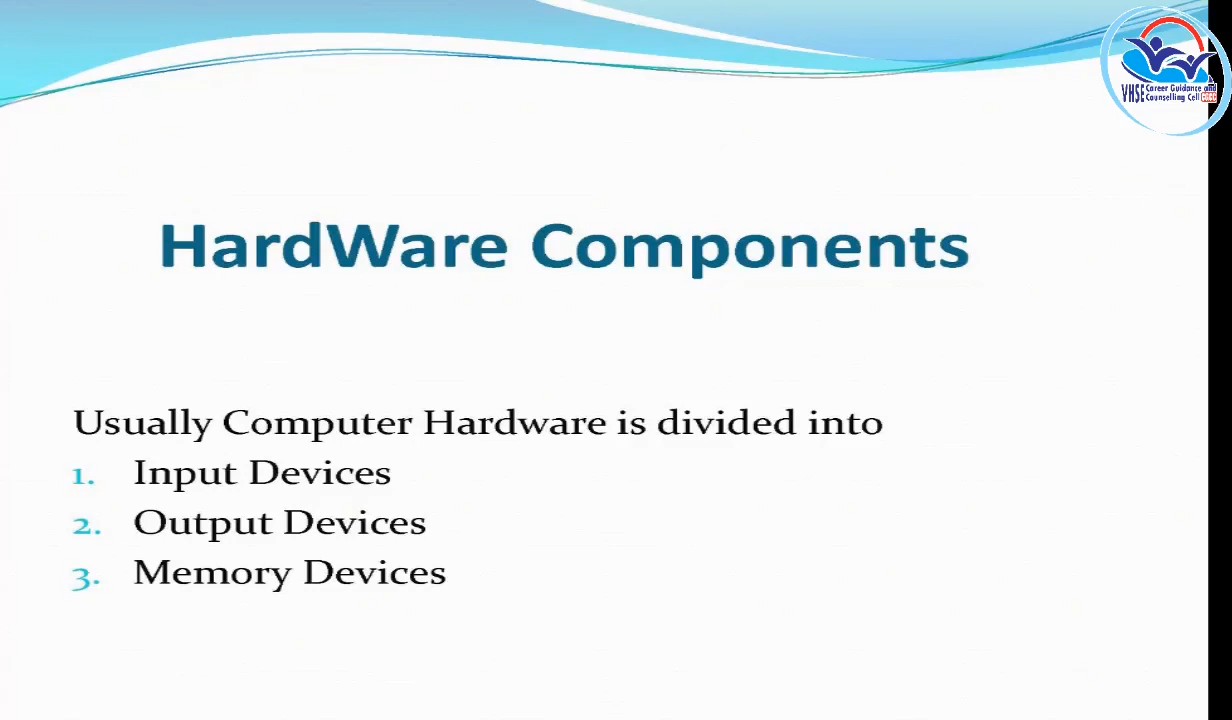 VHSE Career Guidance and
Counselling Cell
HardWare Components
Usually Computer Hardware is divided into
1. Input Devices
2. Output Devices
3. Memory Devices